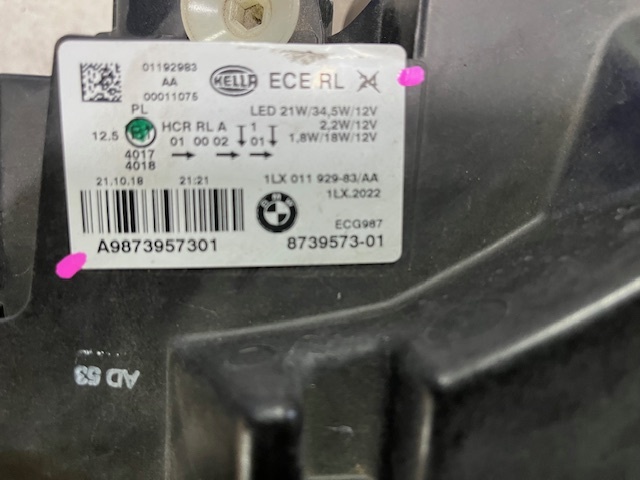 01192983
AA
00011075
HELLA ECE RL 24
PL
12.5
HCR RL A
01 00 02 01
1
4017
4018
LED 21W/34,5W/12V
2,2W/12V
1,8W/18W/12V
21.10.18 21:21
1LX 011 929-83/AA
1LX.2022
BMW
ECG987
A9873957301
8739573-01
AD 53